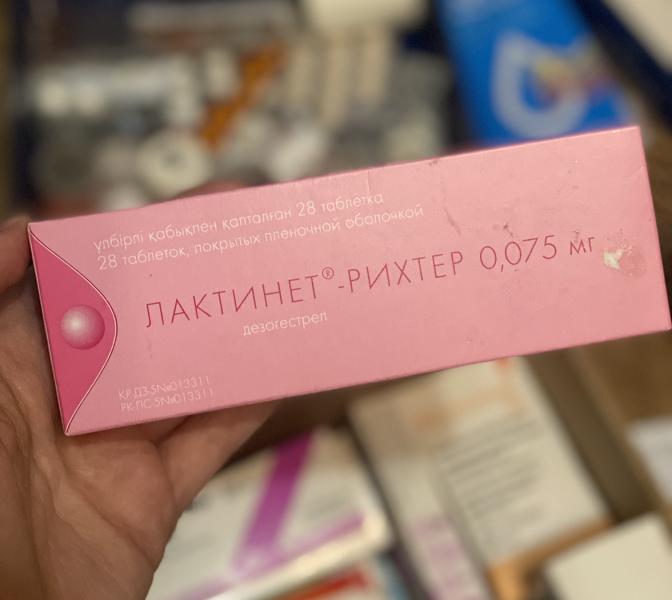 үлбірлі қабықпен қапталған 28 таблетка
28 таблеток, покрытых пленочной оболочкой
ЛАКТИНЕТ®-РИХТЕР 0,075 мг
дезогестрел
ҚР-ДЗ-5№013311
РК-ЛС-5№013311